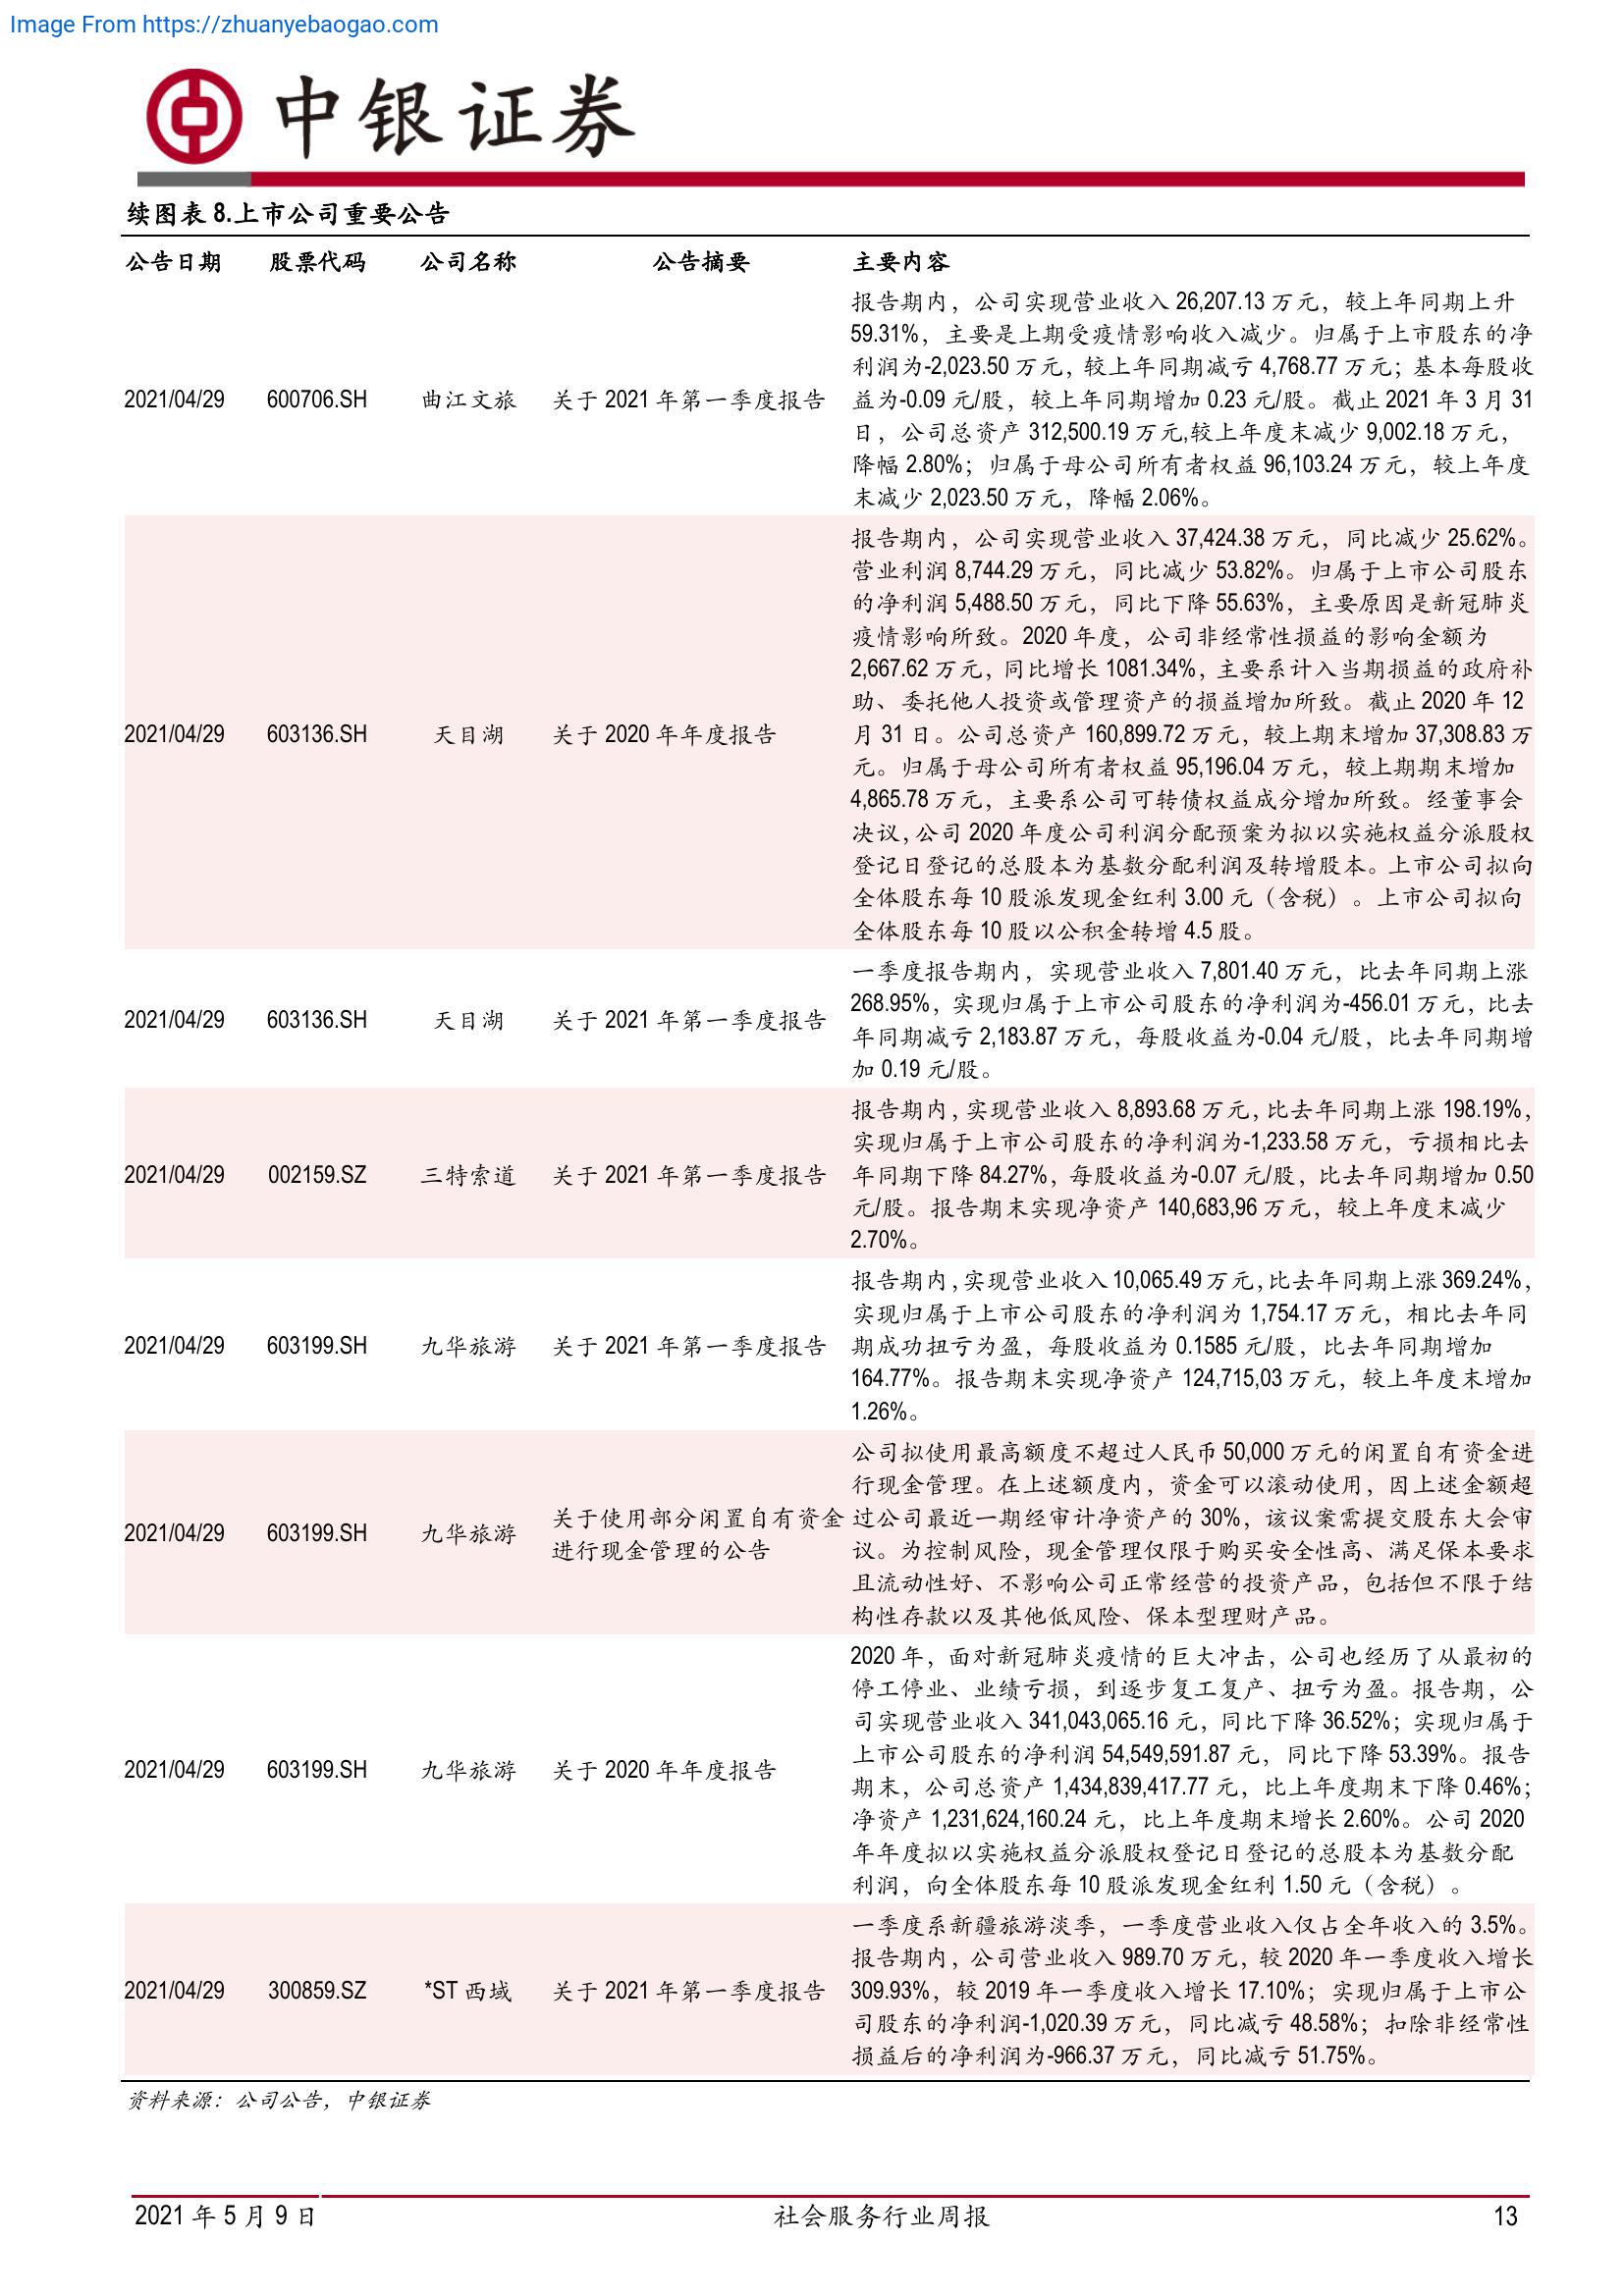 Image From https://zhuanyebaogao.com
中银证券
续图表 8.上市公司重要公告
公告日期 股票代码 公司名称 公告摘要 主要内容
报告期内，公司实现营业收入 26,207.13 万元，较上年同期上升
59.31%，主要是上期受疫情影响收入减少。归属于上市股东的净
利润为-2,023.50 万元，较上年同期减亏 4,768.77 万元；基本每股收
2021/04/29 600706.SH 曲江文旅 关于 2021 年第一季度报告 益为-0.09 元/股，较上年同期增加 0.23 元/股。截止 2021 年 3 月 31
日，公司总资产 312,500.19 万元,较上年度末减少 9,002.18 万元，
降幅 2.80%；归属于母公司所有者权益 96,103.24 万元，较上年度
末减少 2,023.50 万元，降幅 2.06%。
报告期内，公司实现营业收入 37,424.38 万元，同比减少 25.62%。
营业利润 8,744.29 万元，同比减少 53.82%。归属于上市公司股东
的净利润 5,488.50 万元，同比下降 55.63%，主要原因是新冠肺炎
疫情影响所致。2020 年度，公司非经常性损益的影响金额为
2,667.62 万元，同比增长 1081.34%，主要系计入当期损益的政府补
助、委托他人投资或管理资产的损益增加所致。截止 2020 年 12
2021/04/29 603136.SH 天目湖 关于 2020 年年度报告 月 31 日。公司总资产 160,899.72 万元，较上期末增加 37,308.83 万
元。归属于母公司所有者权益 95,196.04 万元，较上期期末增加
4,865.78 万元，主要系公司可转债权益成分增加所致。经董事会
决议，公司 2020 年度公司利润分配预案为拟以实施权益分派股权
登记日登记的总股本为基数分配利润及转增股本。上市公司拟向
全体股东每 10 股派发现金红利 3.00 元（含税）。上市公司拟向
全体股东每 10 股以公积金转增 4.5 股。
一季度报告期内，实现营业收入 7,801.40 万元，比去年同期上涨
2021/04/29 603136.SH 天目湖 关于 2021 年第一季度报告 268.95%，实现归属于上市公司股东的净利润为-456.01 万元，比去
年同期减亏 2,183.87 万元，每股收益为-0.04 元/股，比去年同期增
加 0.19 元/股。
报告期内，实现营业收入 8,893.68 万元，比去年同期上涨 198.19%，
实现归属于上市公司股东的净利润为-1,233.58 万元，亏损相比去
2021/04/29 002159.SZ 三特索道 关于 2021 年第一季度报告 年同期下降 84.27%，每股收益为-0.07 元/股，比去年同期增加 0.50
元/股。报告期末实现净资产 140,683,96 万元，较上年度末减少
2.70%。
报告期内，实现营业收入 10,065.49 万元，比去年同期上涨 369.24%，
实现归属于上市公司股东的净利润为 1,754.17 万元，相比去年同
2021/04/29 603199.SH 九华旅游 关于 2021 年第一季度报告 期成功扭亏为盈，每股收益为 0.1585 元/股，比去年同期增加
164.77%。报告期末实现净资产 124,715,03 万元，较上年度末增加
1.26%。
公司拟使用最高额度不超过人民币 50,000 万元的闲置自有资金进
行现金管理。在上述额度内，资金可以滚动使用，因上述金额超
2021/04/29 603199.SH 九华旅游 关于使用部分闲置自有资金 过公司最近一期经审计净资产的 30%，该议案需提交股东大会审
进行现金管理的公告 议。为控制风险，现金管理仅限于购买安全性高、满足保本要求
且流动性好、不影响公司正常经营的投资产品，包括但不限于结
构性存款以及其他低风险、保本型理财产品。
2020 年，面对新冠肺炎疫情的巨大冲击，公司也经历了从最初的
停工停业、业绩亏损，到逐步复工复产、扭亏为盈。报告期，公
司实现营业收入 341,043,065.16 元，同比下降 36.52%；实现归属于
上市公司股东的净利润 54,549,591.87 元，同比下降 53.39%。报告
2021/04/29 603199.SH 九华旅游 关于 2020 年年度报告 期末，公司总资产 1,434,839,417.77 元，比上年度期末下降 0.46%；
净资产 1,231,624,160.24 元，比上年度期末增长 2.60%。公司 2020
年年度拟以实施权益分派股权登记日登记的总股本为基数分配
利润，向全体股东每 10 股派发现金红利 1.50 元（含税）。
一季度系新疆旅游淡季，一季度营业收入仅占全年收入的 3.5%。
报告期内，公司营业收入 989.70 万元，较 2020 年一季度收入增长
2021/04/29 300859.SZ *ST 西域 关于 2021 年第一季度报告 309.93%，较 2019 年一季度收入增长 17.10%；实现归属于上市公
司股东的净利润-1,020.39 万元，同比减亏 48.58%；扣除非经常性
损益后的净利润为-966.37 万元，同比减亏 51.75%。
资料来源：公司公告，中银证券
2021 年 5 月 9 日 社会服务行业周报 13